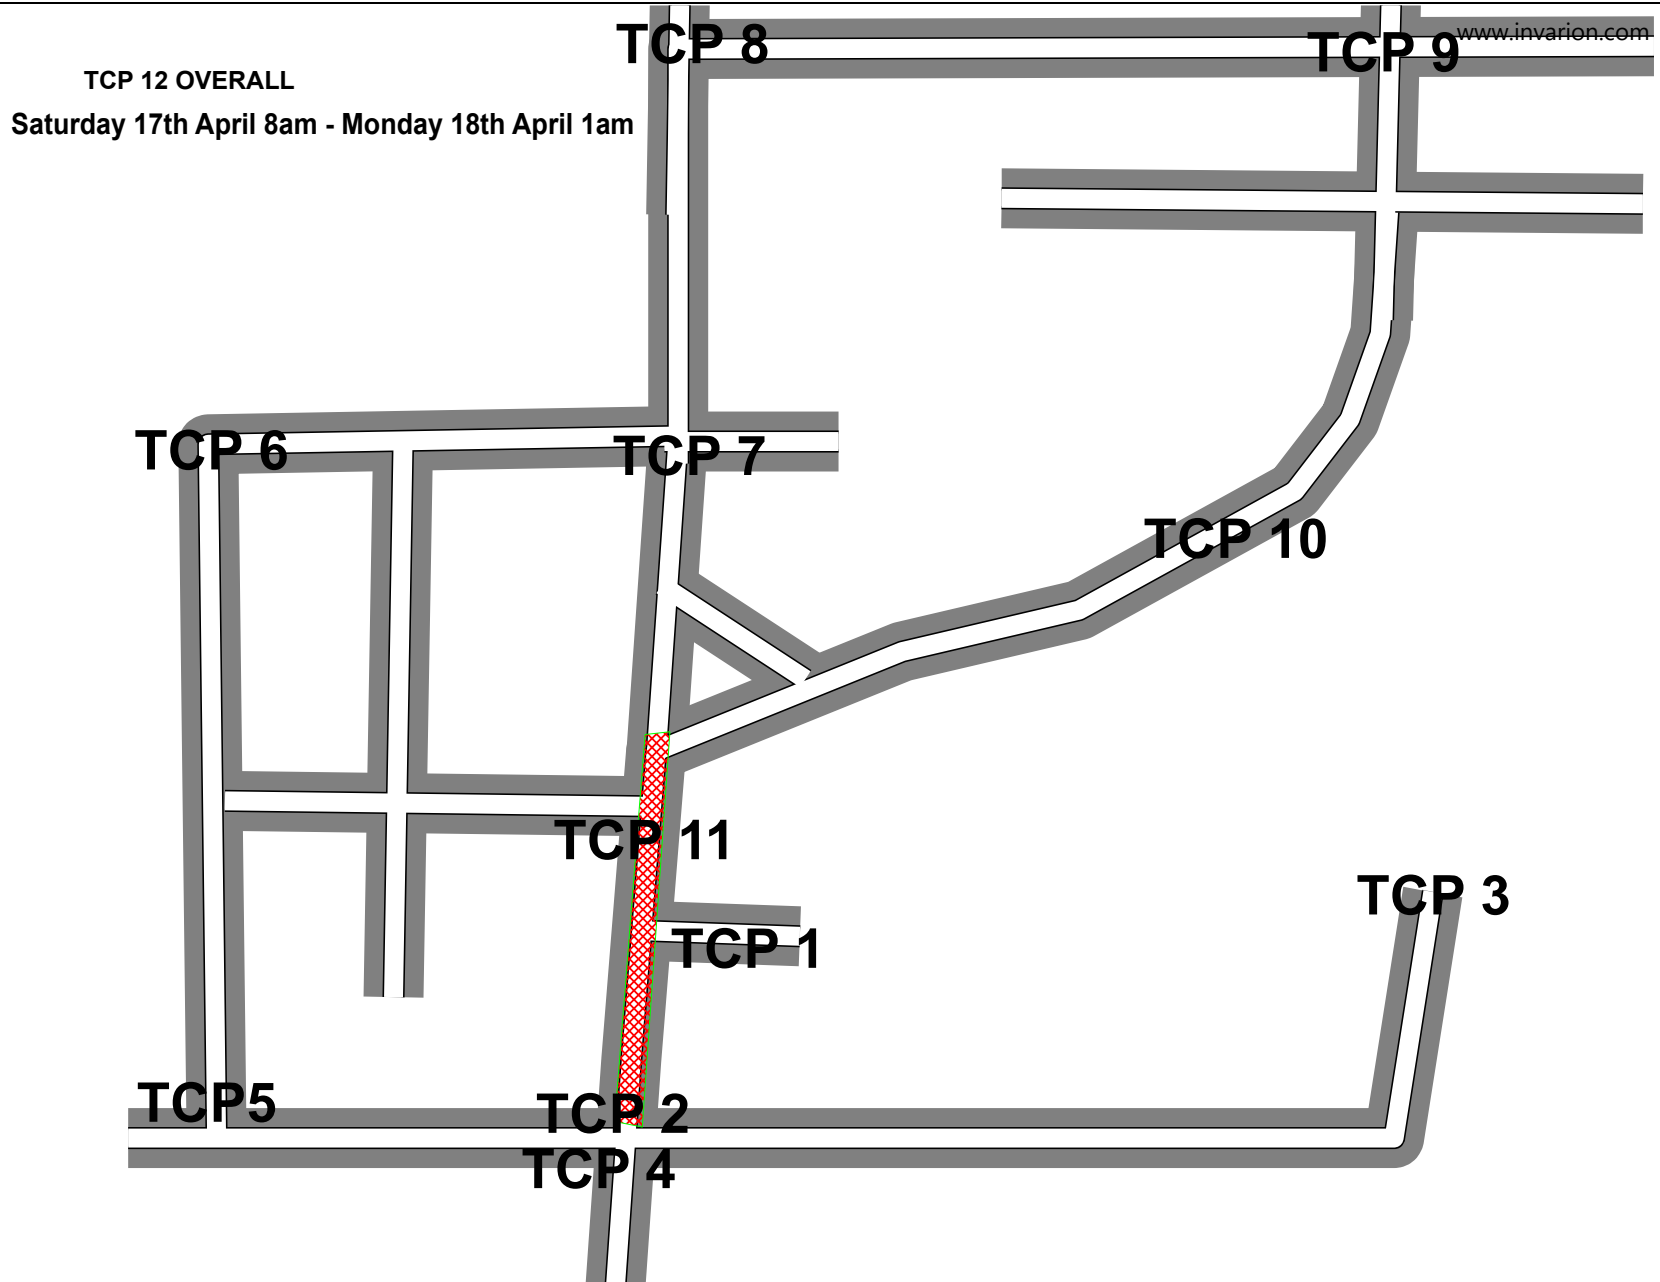 TCP 8
TCP 9
www.invarion.com
TCP 12 OVERALL
Saturday 17th April 8am - Monday 18th April 1am
TCP 6
TCP 7
TCP 10
TCP 11
TCP 3
TCP 1
TCP5
TCP 2
TCP 4